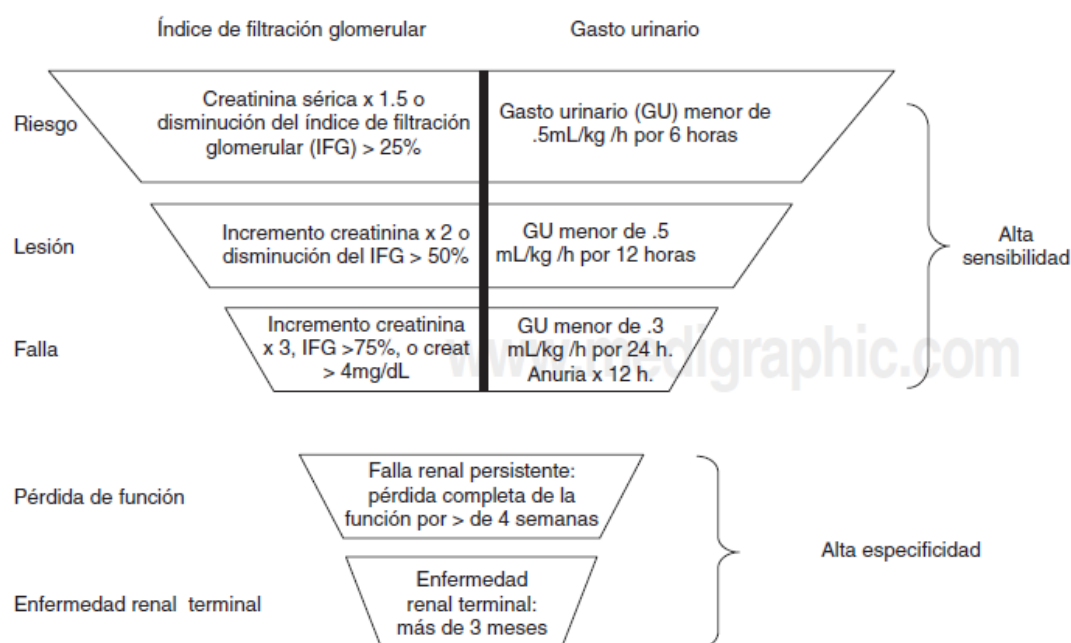 Índice de filtración glomerular
Gasto urinario
Riesgo
Creatinina sérica x 1.5 o
disminución del índice de filtración
glomerular (IFG) > 25%
Gasto urinario (GU) menor de
.5mL/kg /h por 6 horas
Lesión
Incremento creatinina x 2 o
disminución del IFG > 50%
GU menor de .5
mL/kg /h por 12 horas
Alta
sensibilidad
Falla
Incremento creatinina
x 3, IFG >75%, o creat
> 4mg/dL
GU menor de .3
mL/kg /h por 24 h.
Anuria x 12 h.
www.medigraphic.com
Pérdida de función
Falla renal persistente:
pérdida completa de la
función por > de 4 semanas
Alta especificidad
Enfermedad renal terminal
Enfermedad
renal terminal:
más de 3 meses